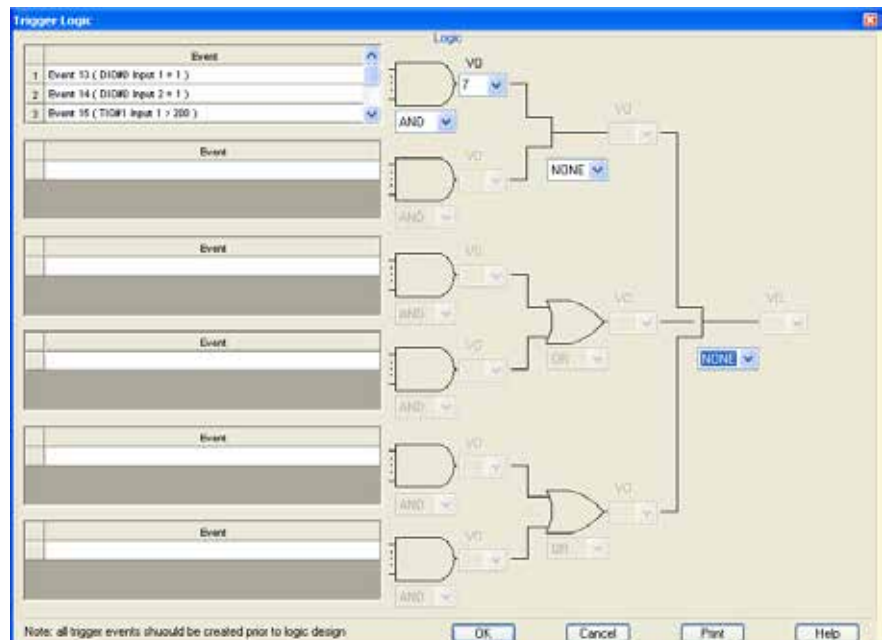 Trigger Logic
Logic
Event
1 Event 13 ( DIO#0 Input 1 = 1 )
2 Event 14 ( DIO#0 Input 2 = 1 )
3 Event 15 ( TIO#1 Input 1 > 200 )
VO
7
AND
VO
Event
VO
NONE
AND
Event
VO
AND
VO
VO
OR
NONE
Event
VO
AND
Event
VO
AND
VO
OR
Event
VO
AND
Note: all trigger events shuould be created prior to logic design
OK
Cancel
Print
Help